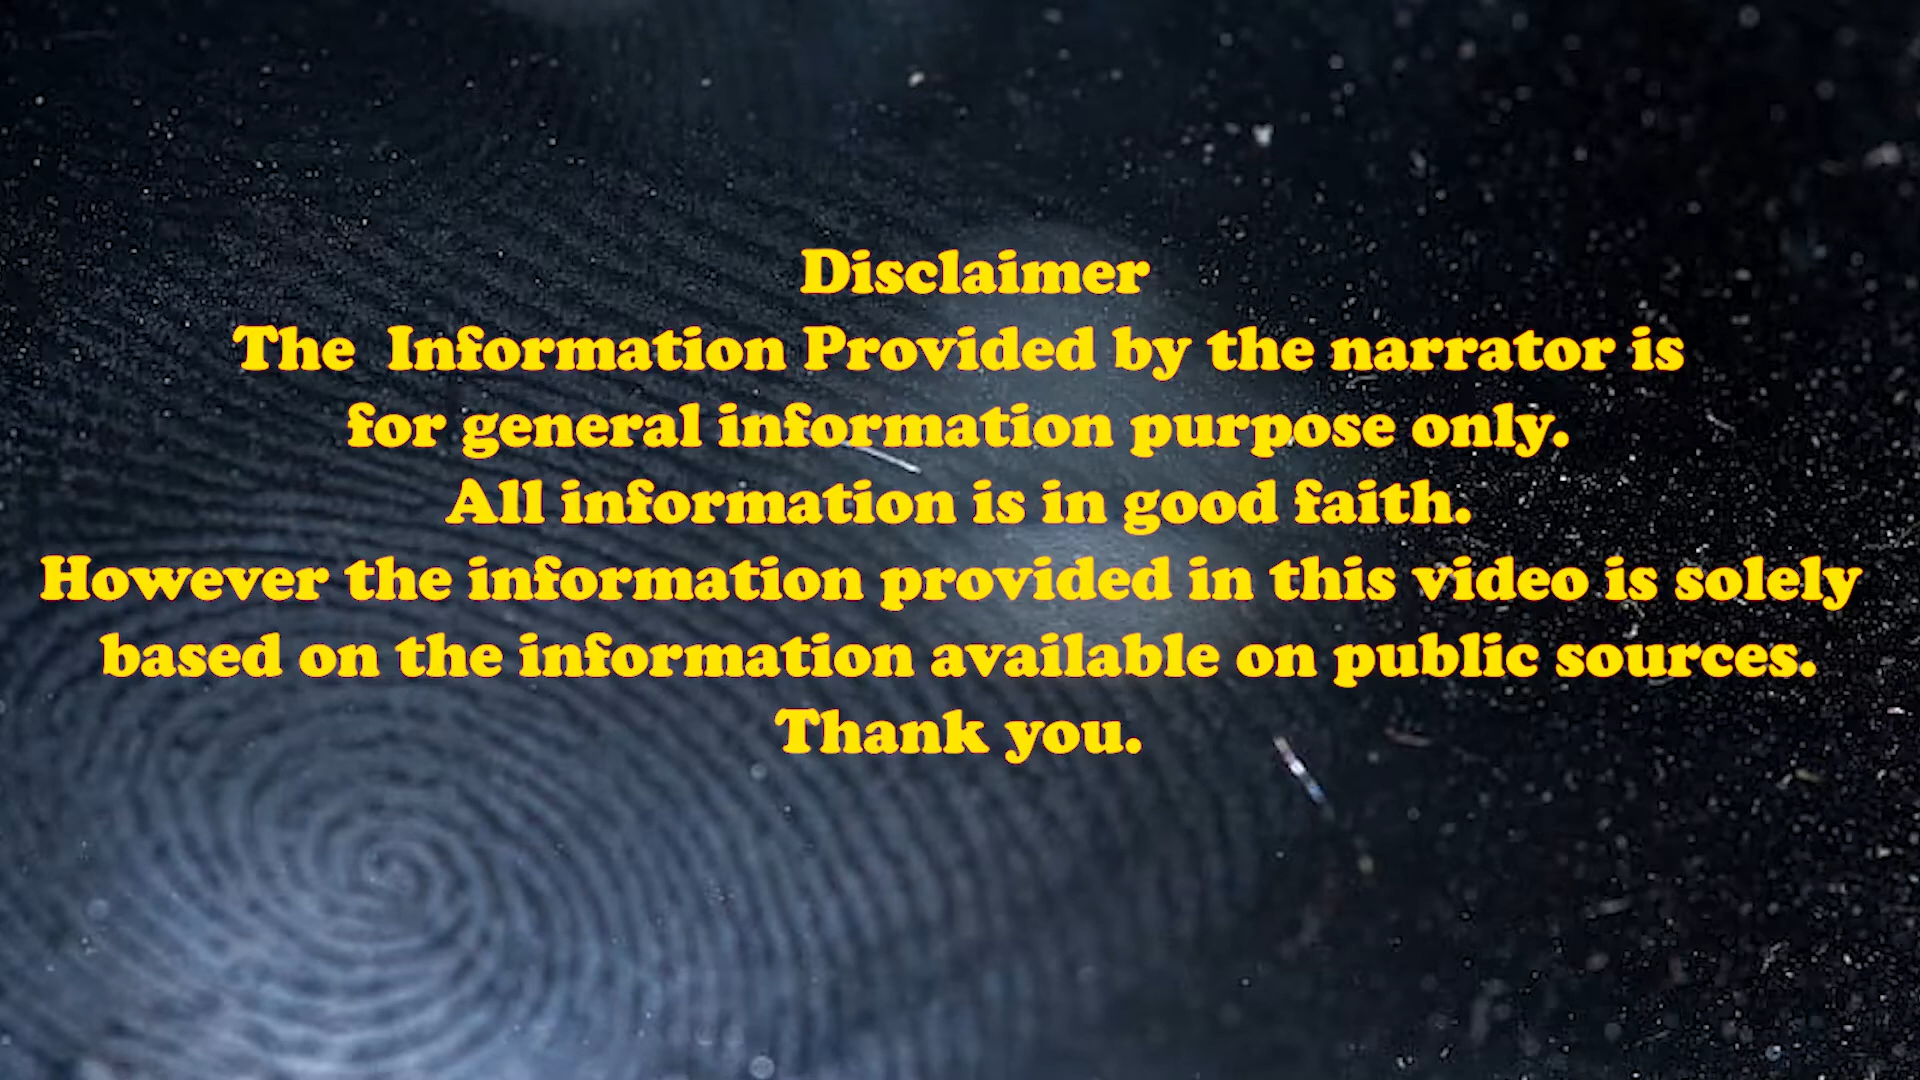 Disclaimer
The  Information Provided by the narrator is
for general information purpose only.
All information is in good faith.
However the information provided in this video is solely
based on the information available on public sources.
Thank you.